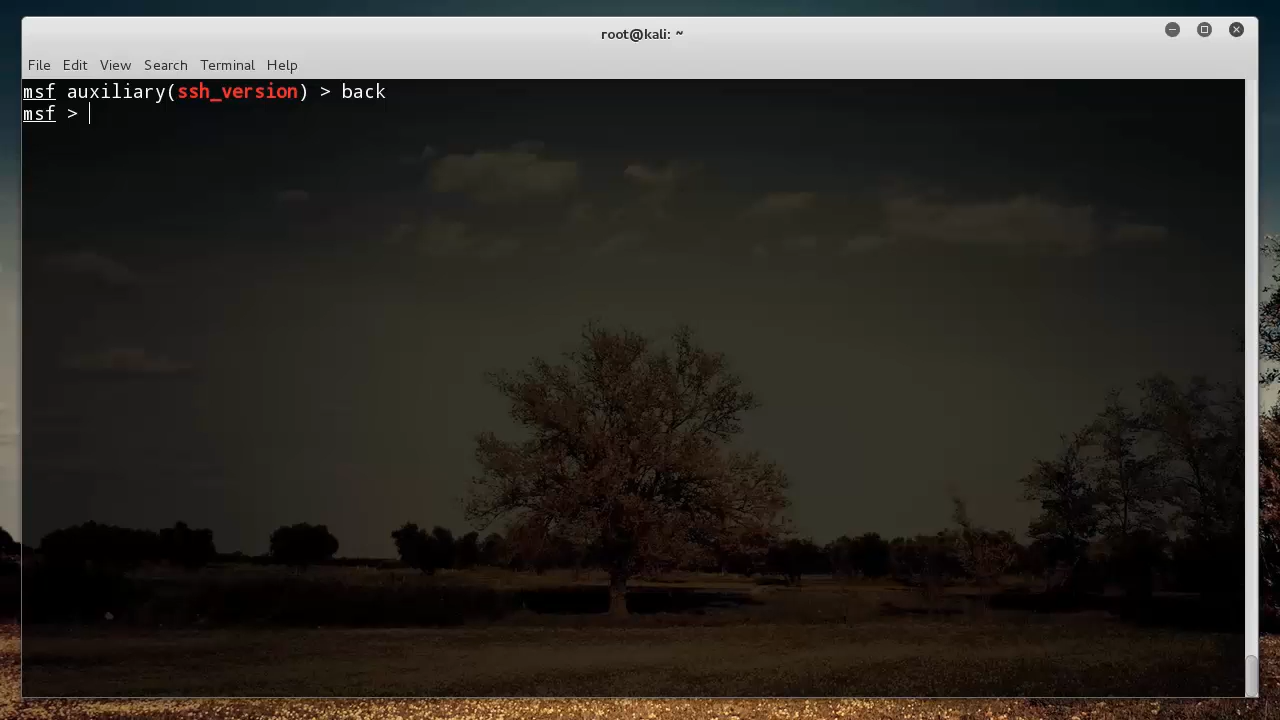 root@kali: ~
File Edit View Search Terminal Help
msf auxiliary(ssh_version) > back
msf >